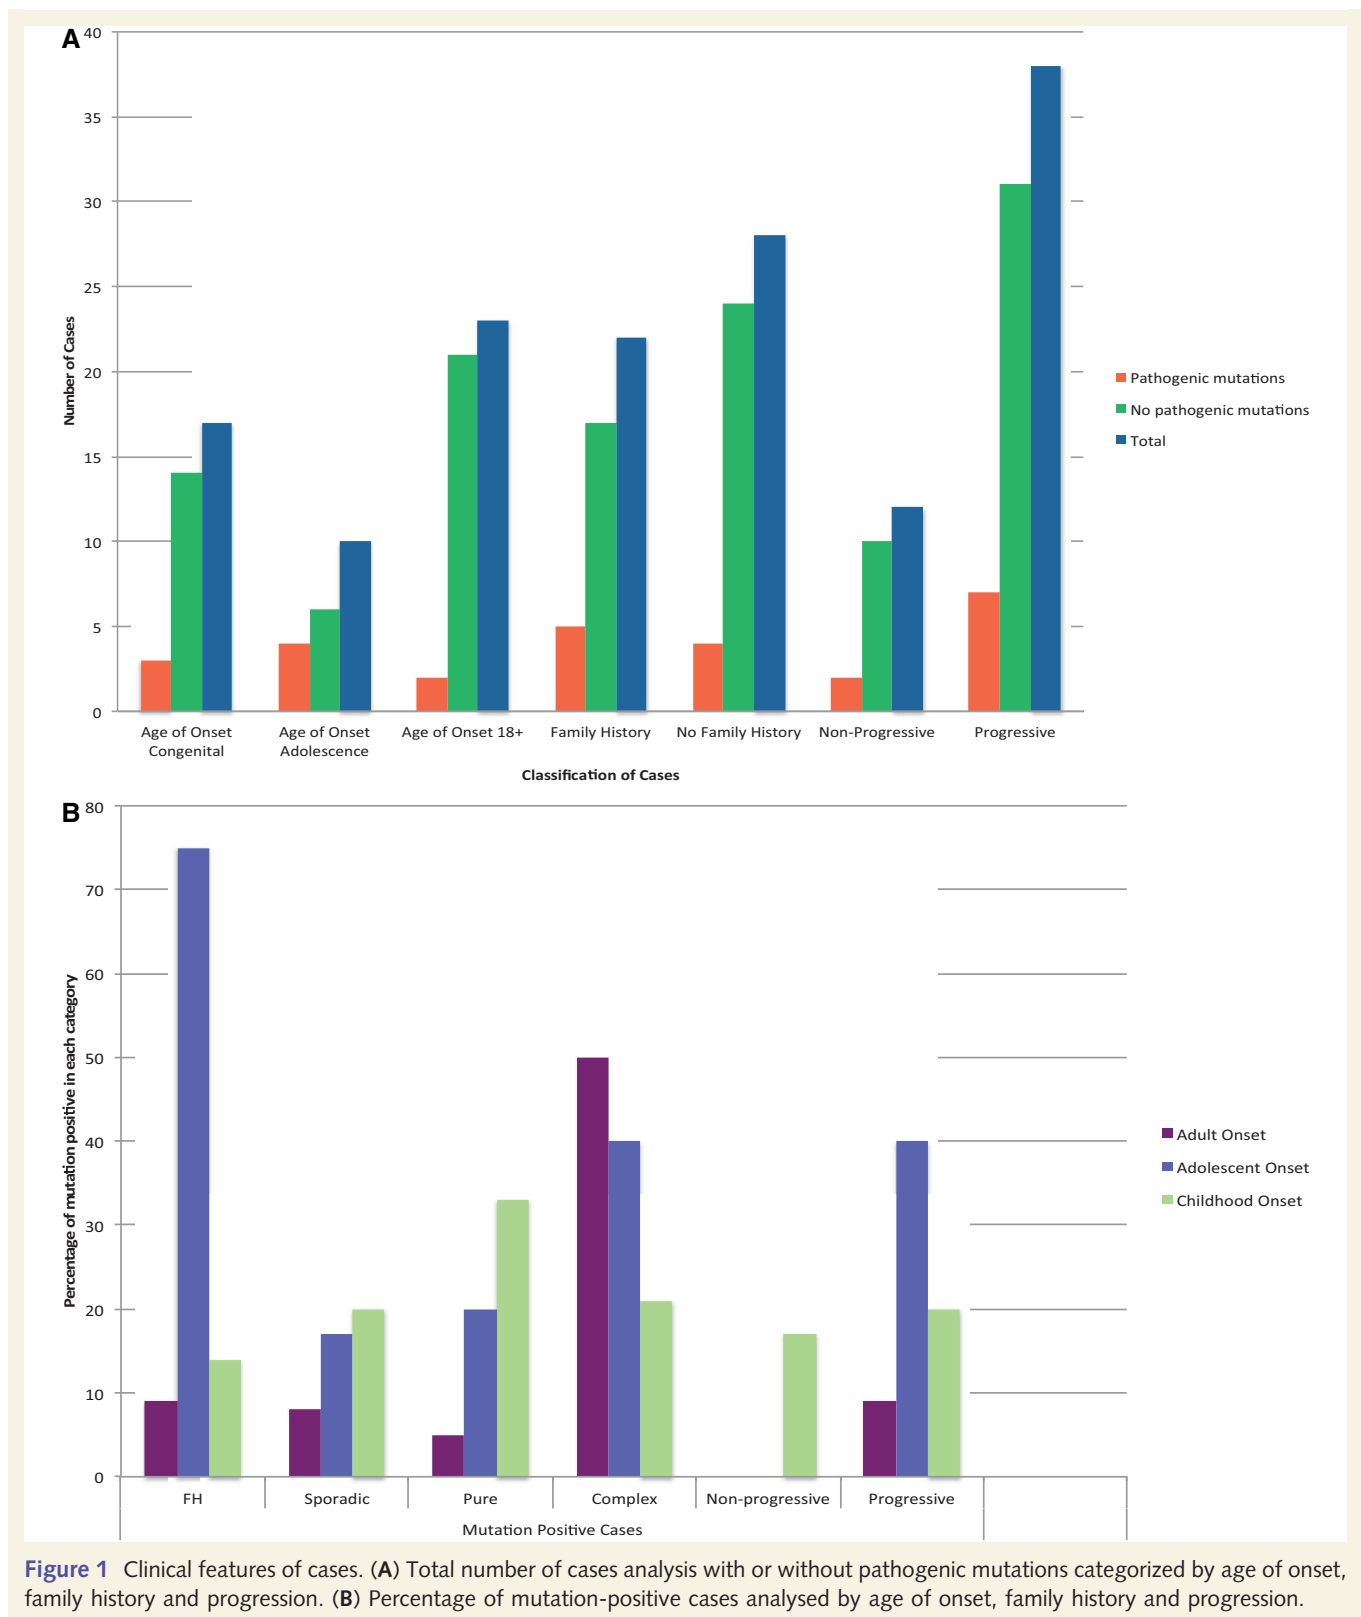 A
40
35
30
25
20
15
10
5
0
Number of Cases
Age of Onset Congenital
Age of Onset Adolescence
Age of Onset 18+
Family History
No Family History
Non-Progressive
Progressive
Classification of Cases
Pathogenic mutations
No pathogenic mutations
Total
B
80
70
60
50
40
30
20
10
0
Percentage of mutation positive in each category
FH
Sporadic
Pure
Complex
Non-progressive
Progressive
Mutation Positive Cases
Adult Onset
Adolescent Onset
Childhood Onset
Figure 1 Clinical features of cases. (A) Total number of cases analysis with or without pathogenic mutations categorized by age of onset,
family history and progression. (B) Percentage of mutation-positive cases analysed by age of onset, family history and progression.